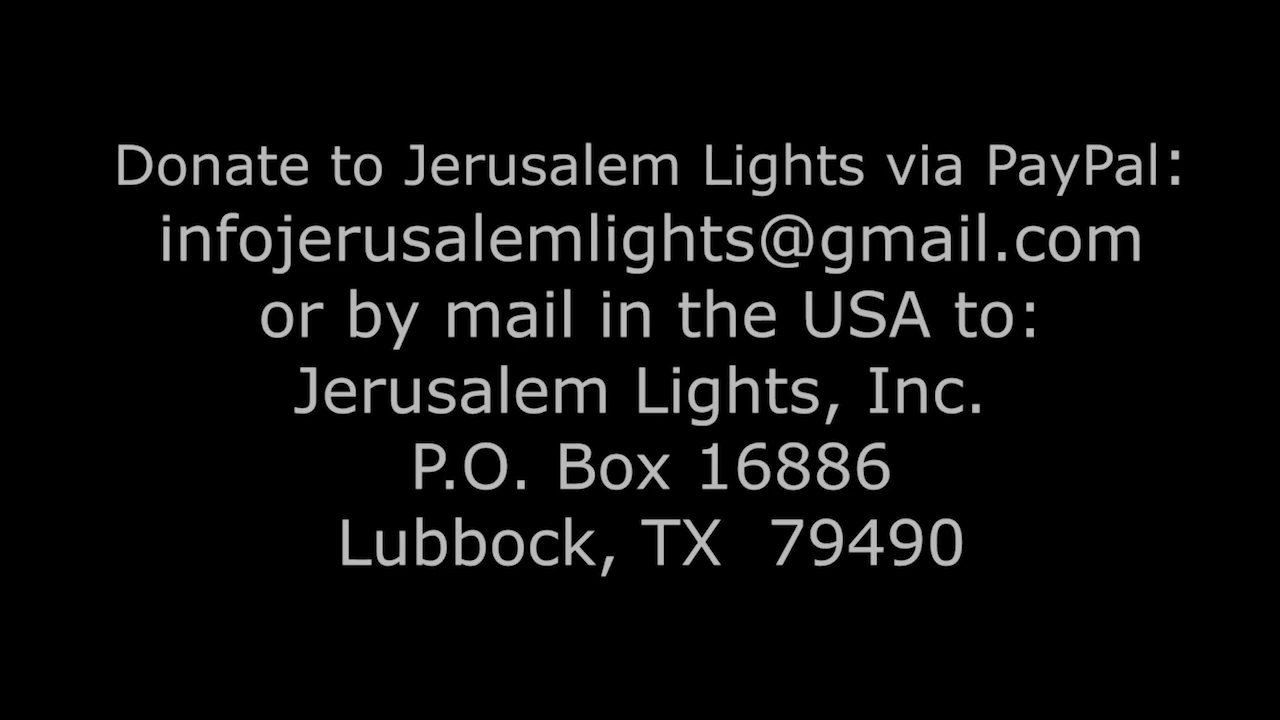 Donate to Jerusalem Lights via PayPal:
infojerusalemlights@gmail.com
or by mail in the USA to:
Jerusalem Lights, Inc.
P.O. Box 16886
Lubbock, TX  79490